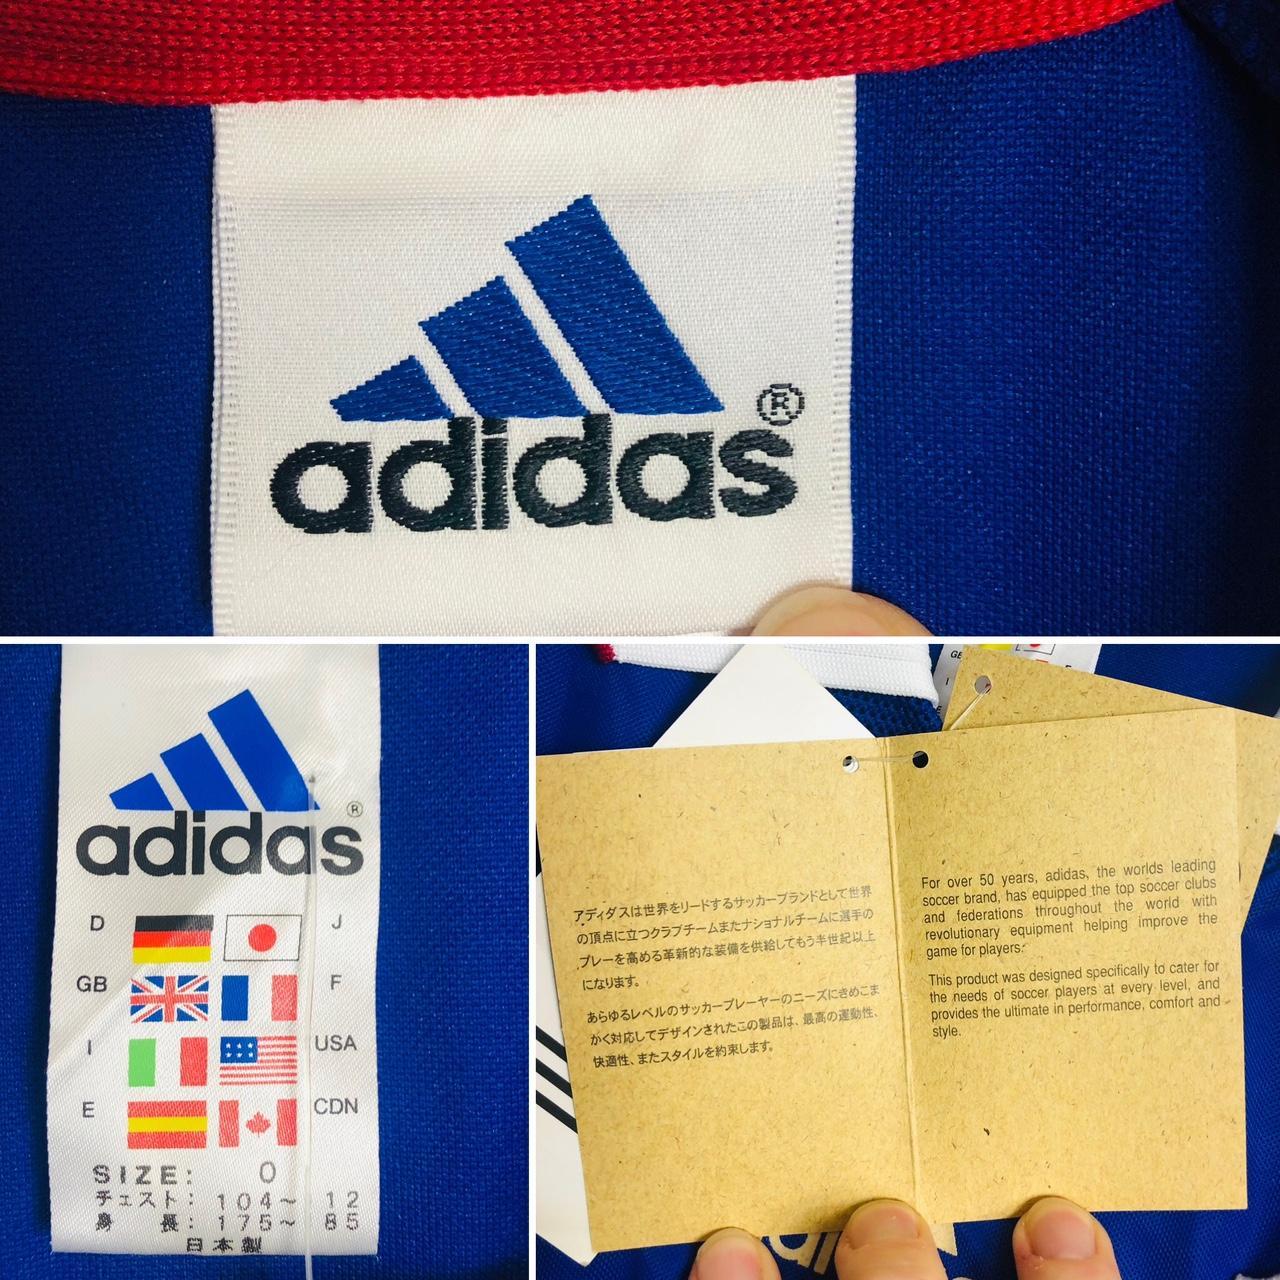 adidas®
adidas®
D J
GB F
I USA
E CDN
SIZE: O
チェスト: 104~ 12
身 長: 175~ 85
日本製
アディダスは世界をリードするサッカーブランドとして世界
の頂点に立つクラブチームまたナショナルチームに選手の
プレーを高める革新的な装備を供給してもう半世紀以上
になります。
あらゆるレベルのサッカープレーヤーのニーズにきめこま
かく対応してデザインされたこの製品は、最高の運動性、
快適性、またスタイルを約束します。
For over 50 years, adidas, the worlds leading
soccer brand, has equipped the top soccer clubs
and federations throughout the world with
revolutionary equipment helping improve the
game for players.
This product was designed specifically to cater for
the needs of soccer players at every level, and
provides the ultimate in performance, comfort and
style.